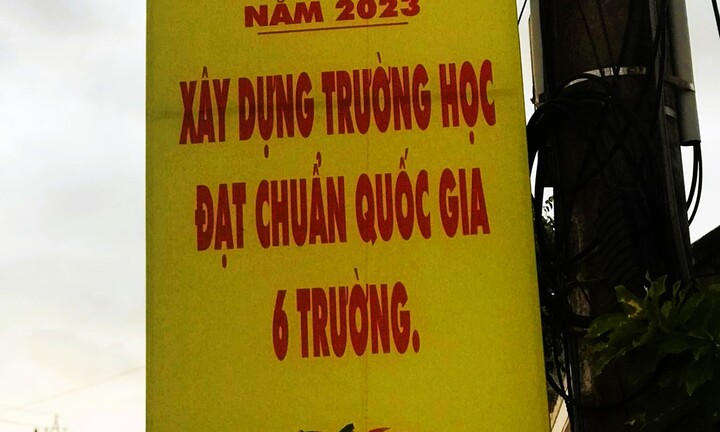 NĂM 2023
XÂY DỰNG TRƯỜNG HỌC
ĐẠT CHUẨN QUỐC GIA
6 TRƯỜNG.